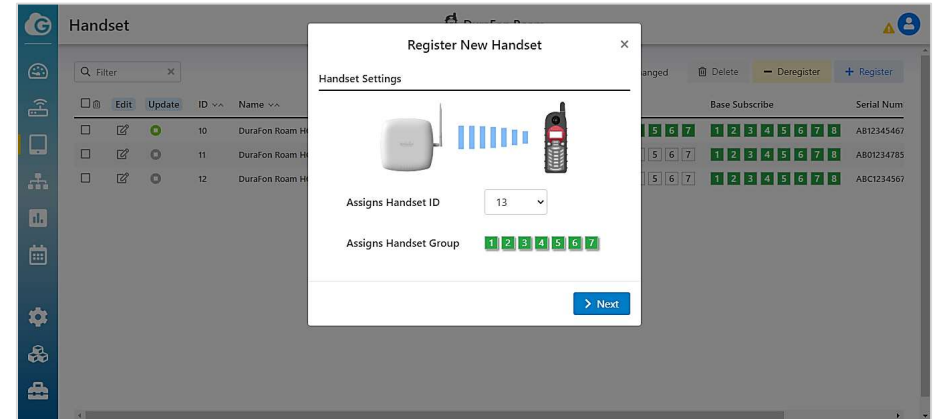 Handset
DuraFon Roam
Register New Handset ×
Handset Settings
Filter ×
anged Delete Deregister + Register
Edit Update ID Name Base Subscribe Serial Num
10 DuraFon Roam H 5 6 7 1 2 3 4 5 6 7 8 AB12345467
11 DuraFon Roam H 5 6 7 1 2 3 4 5 6 7 8 AB01234785
12 DuraFon Roam H 5 6 7 1 2 3 4 5 6 7 8 ABC1234567
Assigns Handset ID 13
Assigns Handset Group 1 2 3 4 5 6 7
Next